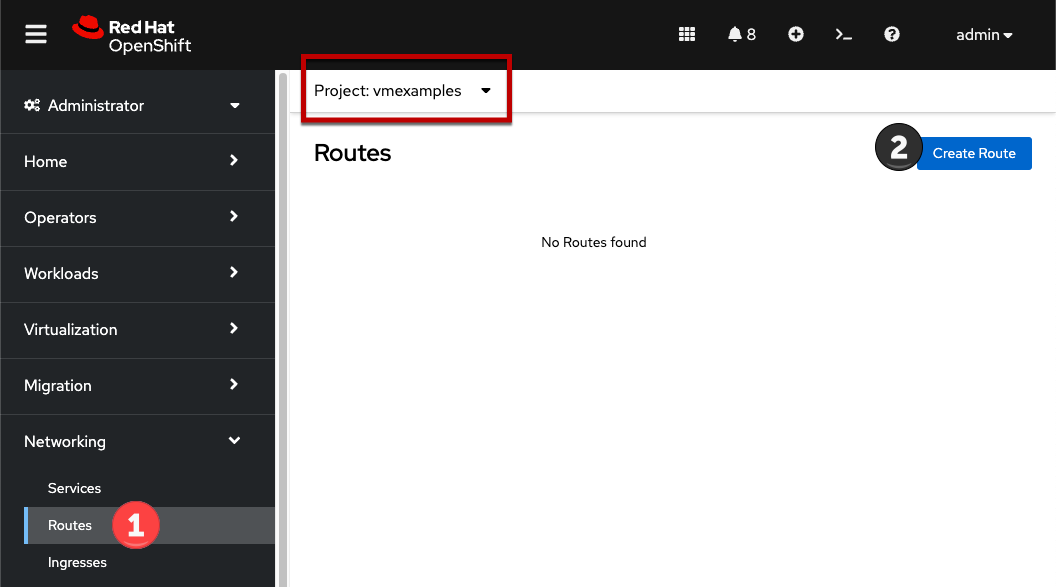 Red Hat
OpenShift
8
admin
Administrator
Project: vmexamples
Home
Routes
2
Create Route
Operators
No Routes found
Workloads
Virtualization
Migration
Networking
Services
Routes
1
Ingresses